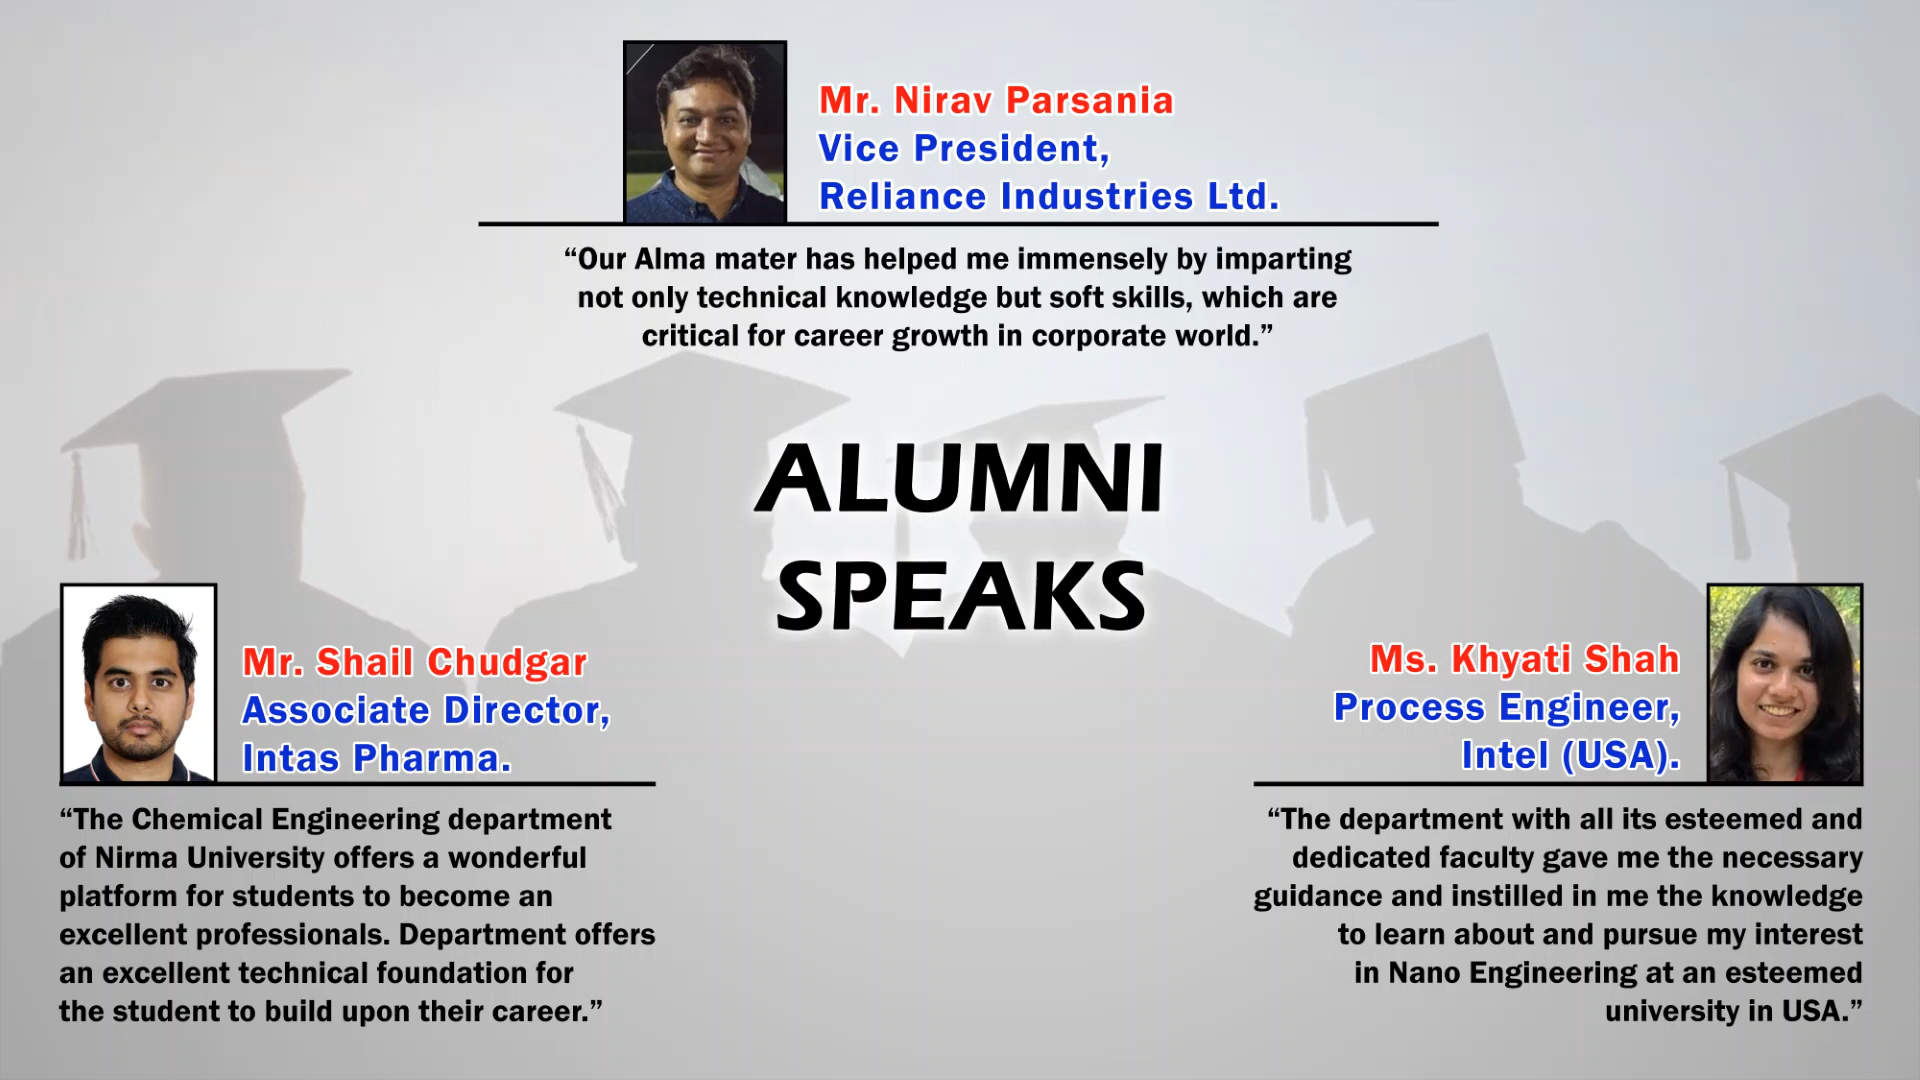 Mr. Nirav Parsania
Vice President,
Reliance Industries Ltd.
“Our Alma mater has helped me immensely by imparting
not only technical knowledge but soft skills, which are
critical for career growth in corporate world.”
ALUMNI
SPEAKS
Mr. Shail Chudgar
Associate Director,
Intas Pharma.
“The Chemical Engineering department
of Nirma University offers a wonderful
platform for students to become an
excellent professionals. Department offers
an excellent technical foundation for
the student to build upon their career.”
Ms. Khyati Shah
Process Engineer,
Intel (USA).
“The department with all its esteemed and
dedicated faculty gave me the necessary
guidance and instilled in me the knowledge
to learn about and pursue my interest
in Nano Engineering at an esteemed
university in USA.”